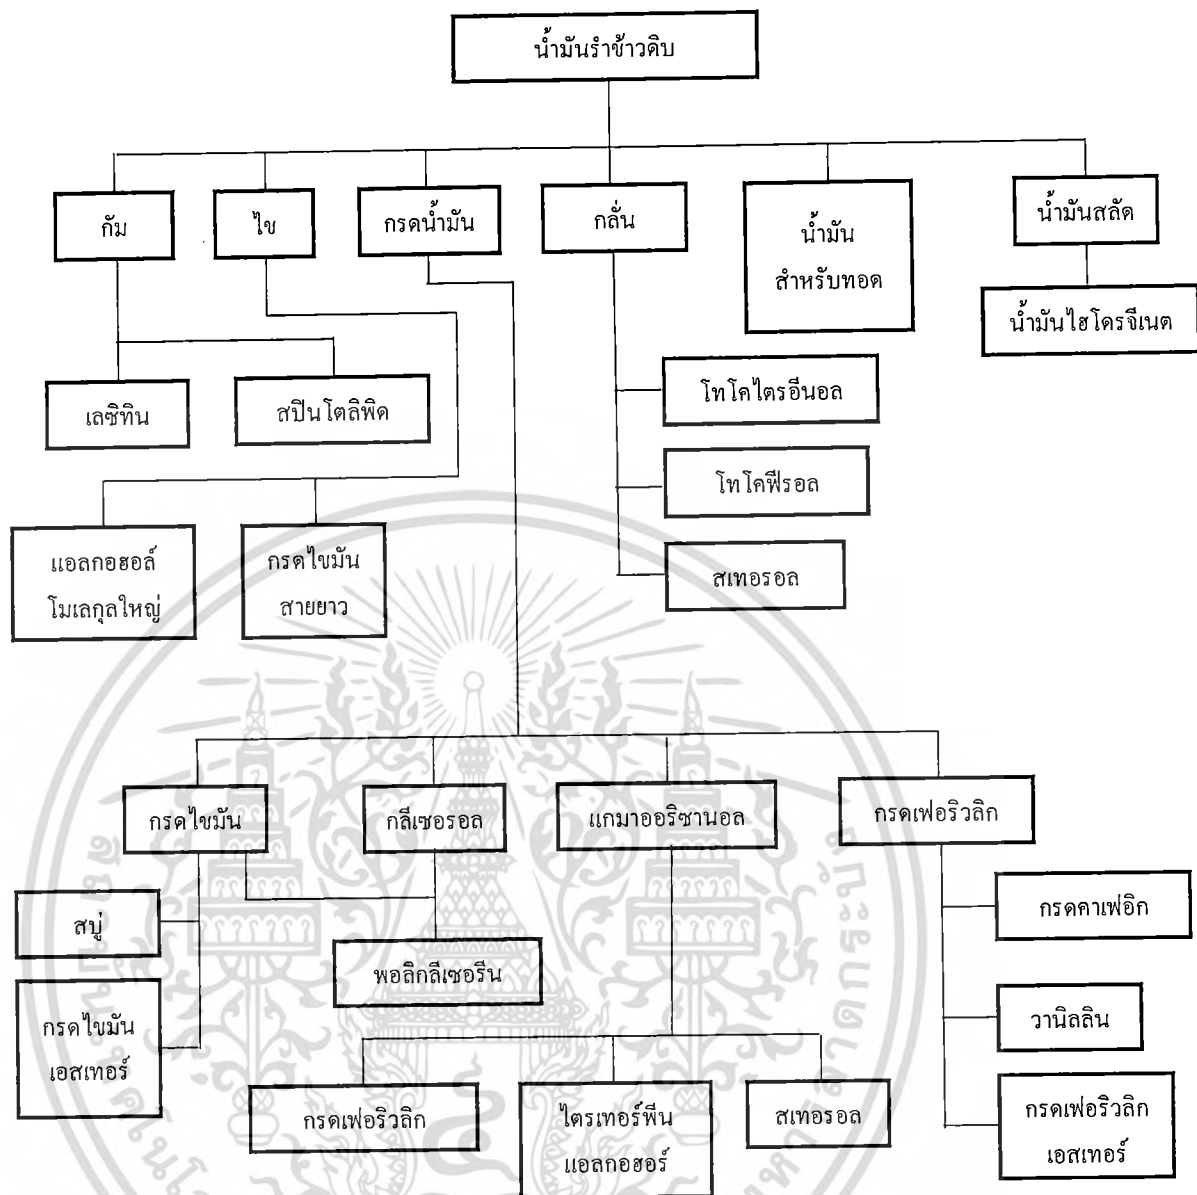 น้ำมันรำข้าวดิบ
กัม
ไข
กรดน้ำมัน
กลั่น
น้ำมัน
สำหรับทอด
น้ำมันสลัด
น้ำมันไฮโดรจีเนต
เลซิทิน
สปินโตลิพิด
โทโคไตรอีนอล
โทโคฟีรอล
สเทอรอล
แอลกอฮอล์
โมเลกุลใหญ่
กรดไขมัน
สายยาว
กรดไขมัน
กลีเซอรอล
แกมาออริซานอล
กรดเฟอริวลิก
สบู่
กรดไขมัน
เอสเทอร์
พอลิกลีเซอรีน
กรดคาเฟอิก
วานิลลิน
กรดเฟอริวลิก
เอสเทอร์
กรดเฟอริวลิก
ไตรเทอร์พีน
แอลกอฮอร์
สเทอรอล